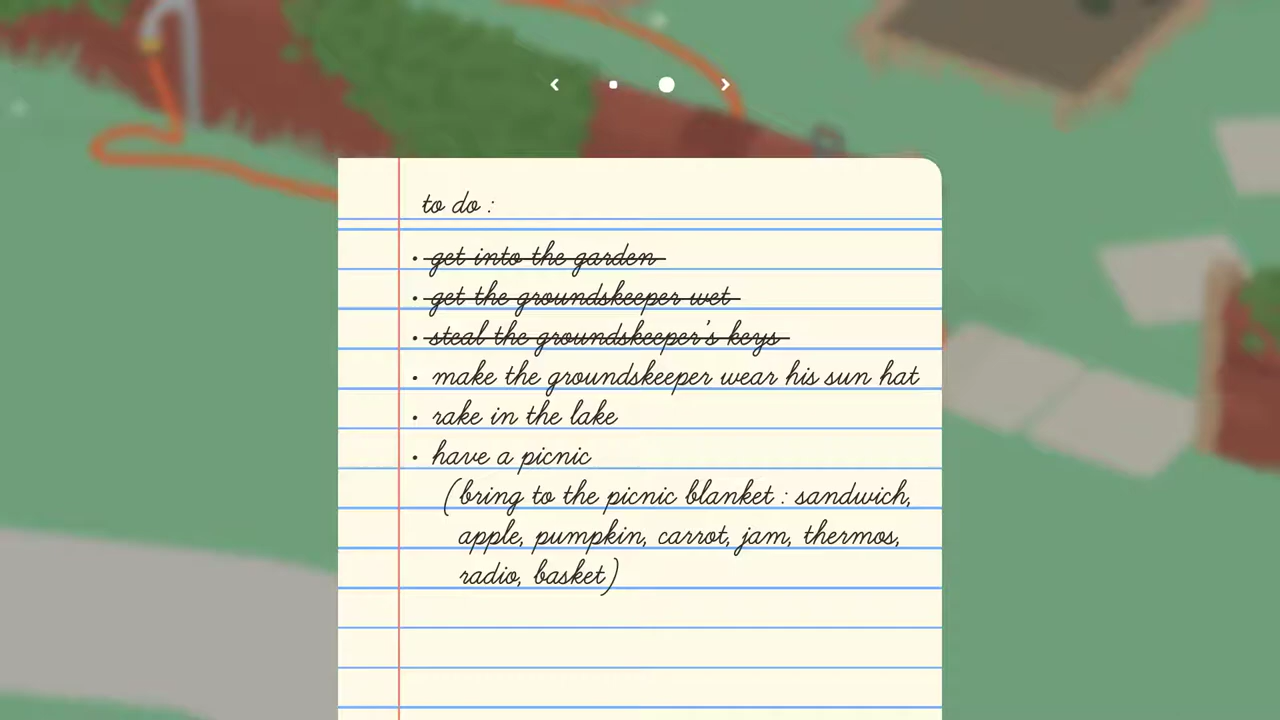 to do :
• get into the garden
• get the groundskeeper wet
• steal the groundskeeper's keys
• make the groundskeeper wear his sun hat
• rake in the lake
• have a picnic
(bring to the picnic blanket : sandwich,
apple, pumpkin, carrot, jam, thermos,
radio, basket)